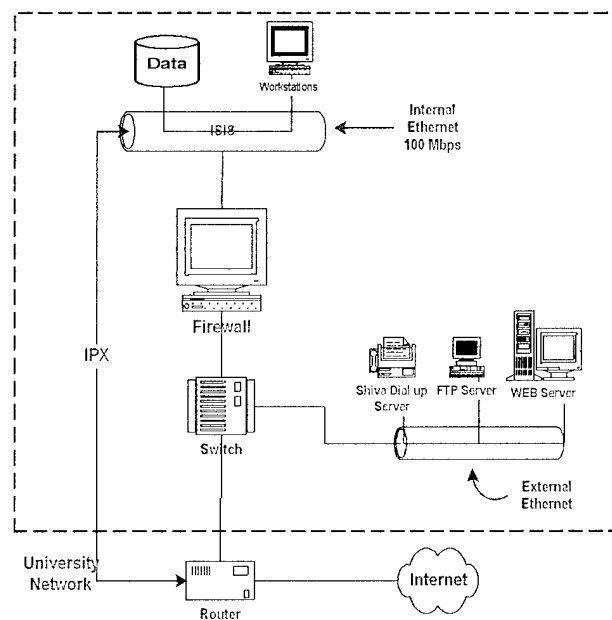 Data
Workstations
ISIS
Internal
Ethernet
100 Mbps
Firewall
IPX
Shiva Dial up
Server
FTP Server
WEB Server
Switch
External
Ethernet
University
Network
Internet
Router